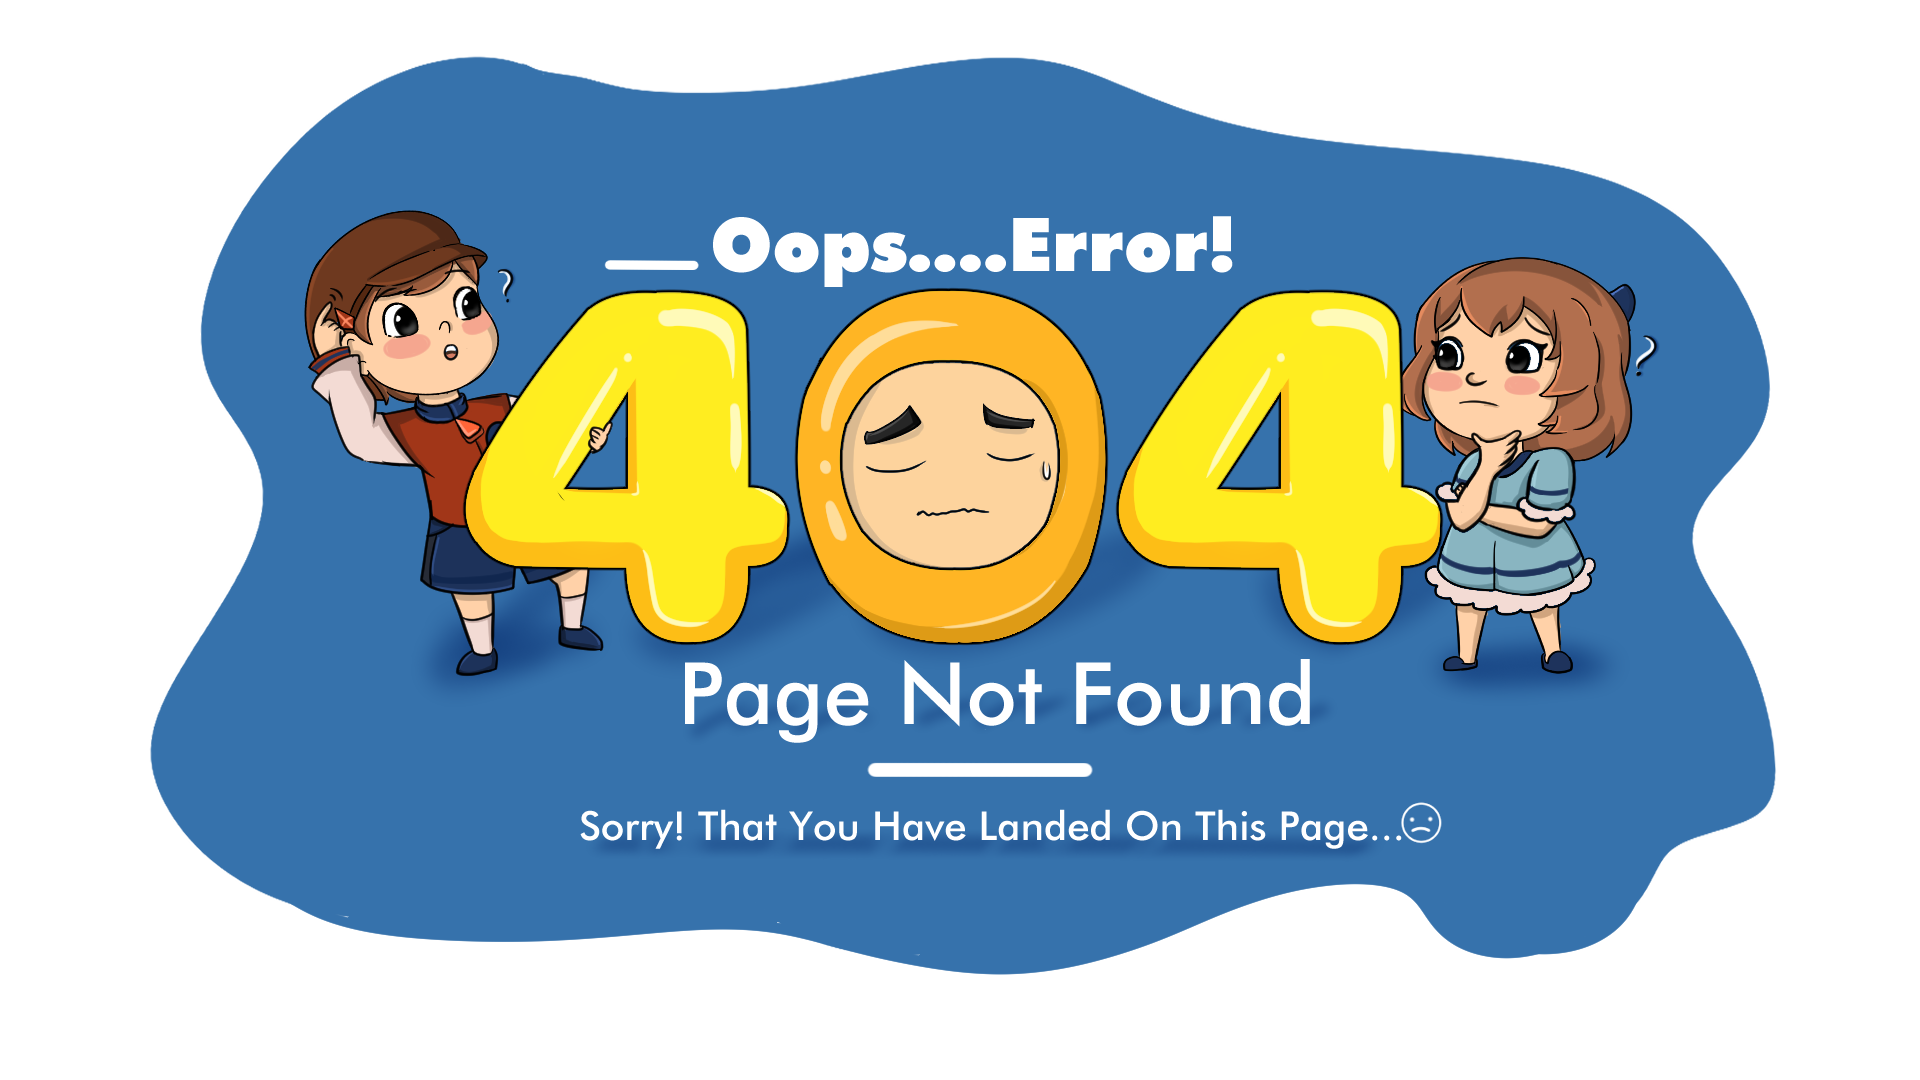 Oops....Error!
?
?
404
Page Not Found
Sorry! That You Have Landed On This Page...